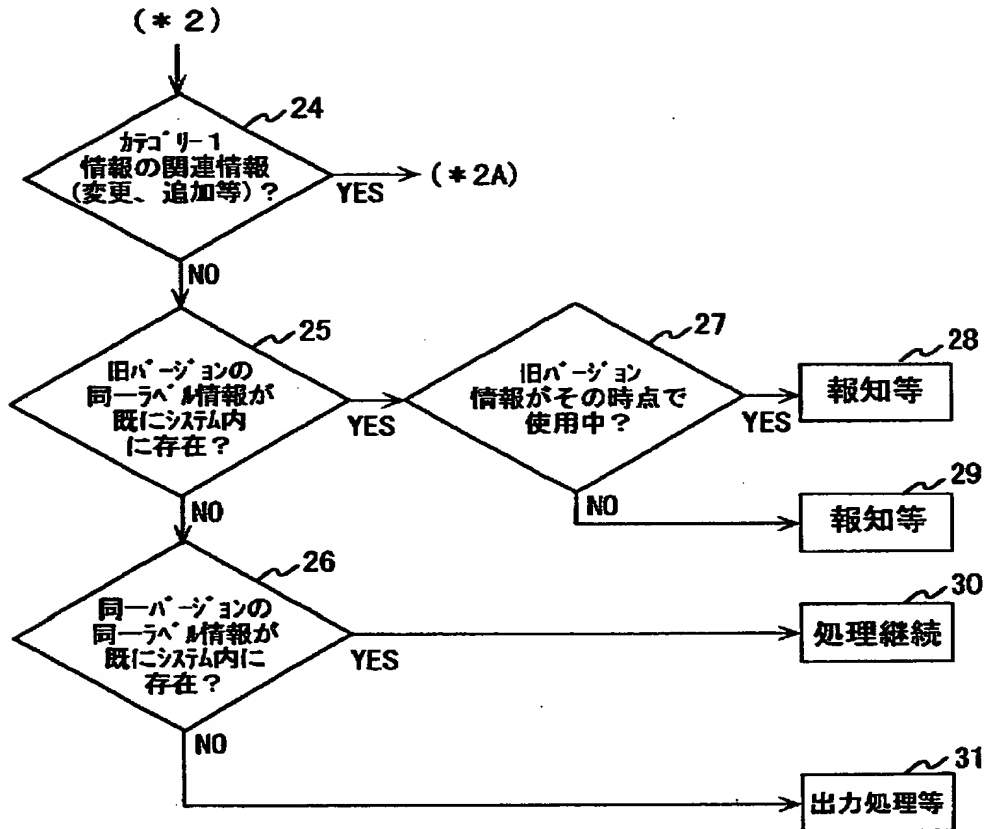 (*2)
24
カテゴリー1
情報の関連情報
(変更、追加等)?
YES
(*2A)
NO
25
旧バージョンの
同一ラベル情報が
既にシステム内
に存在?
YES
27
旧バージョン
情報がその時点で
使用中?
YES
28
報知等
NO
29
報知等
NO
26
同一バージョンの
同一ラベル情報が
既にシステム内に
存在?
YES
30
処理継続
NO
31
出力処理等